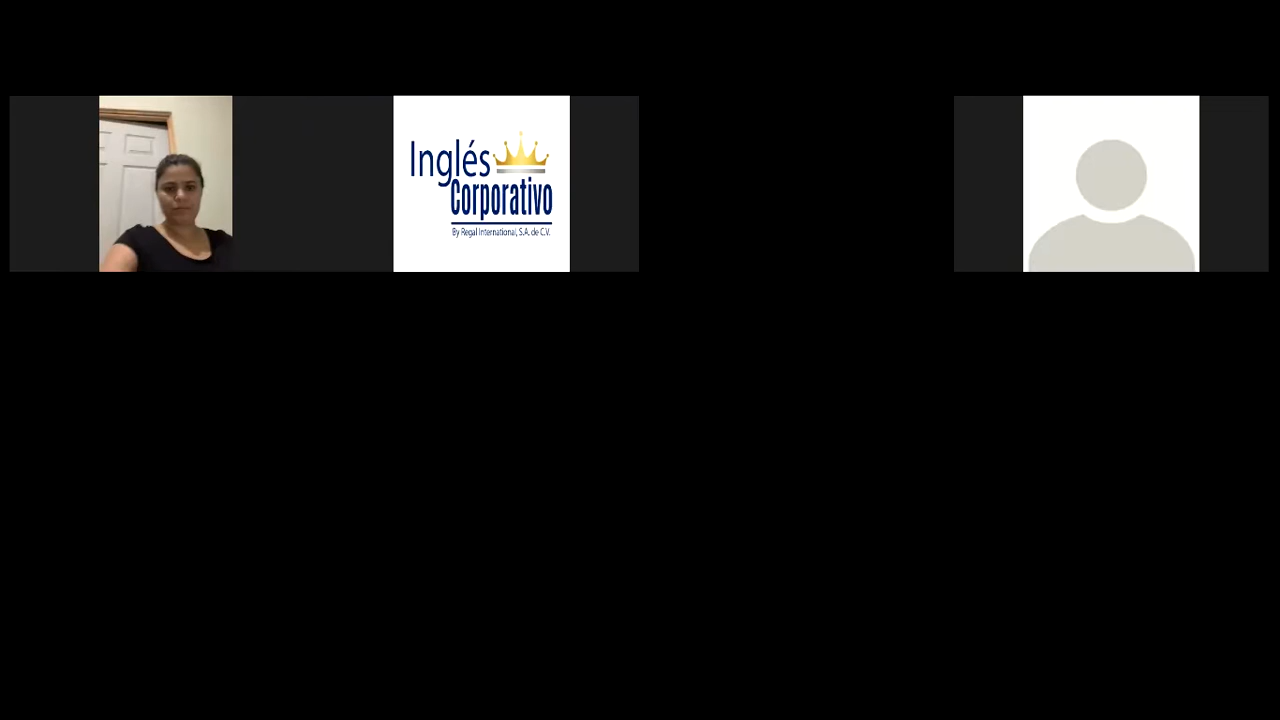 Inglés
Corporativo
By Regal International, S.A. de C.V.